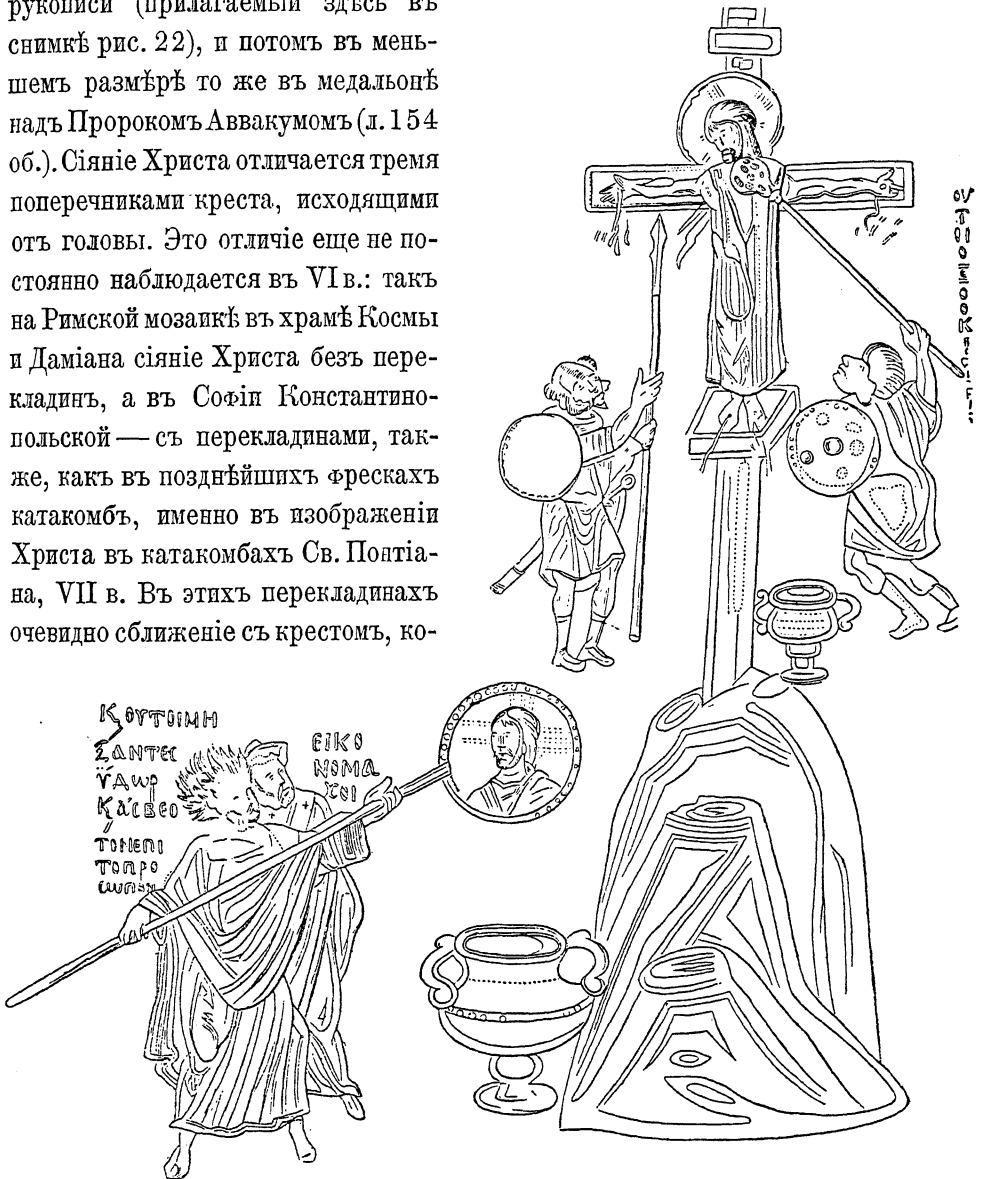 рукописи (прилагаемый здѣсь въ
снимкѣ рис. 22), и потомъ въ мень-
шемъ размѣрѣ то же въ медальонѣ
надъ Пророкомъ Аввакумомъ (л. 154
об.). Сіяніе Христа отличается тремя
поперечниками креста, исходящими
отъ головы. Это отличіе еще не по-
стоянно наблюдается въ VI в.: такъ
на Римской мозаикѣ въ храмѣ Космы
и Даміана сіяніе Христа безъ пере-
кладинъ, а въ Софіи Константино-
польской — съ перекладинами, так-
же, какъ въ позднѣйшихъ фрескахъ
катакомбъ, именно въ изображеніи
Христа въ катакомбахъ Св. Понтіа-
на, VII в. Въ этихъ перекладинахъ
очевидно сближеніе съ крестомъ, ко-
ΞΑΝΤΕC
ΥΔωρ
ΤΟΝΕΠΙ
ΤΟΠΡΟ
ΕΙΚΟ
ΝΟΜΑ
ΧΟΙ